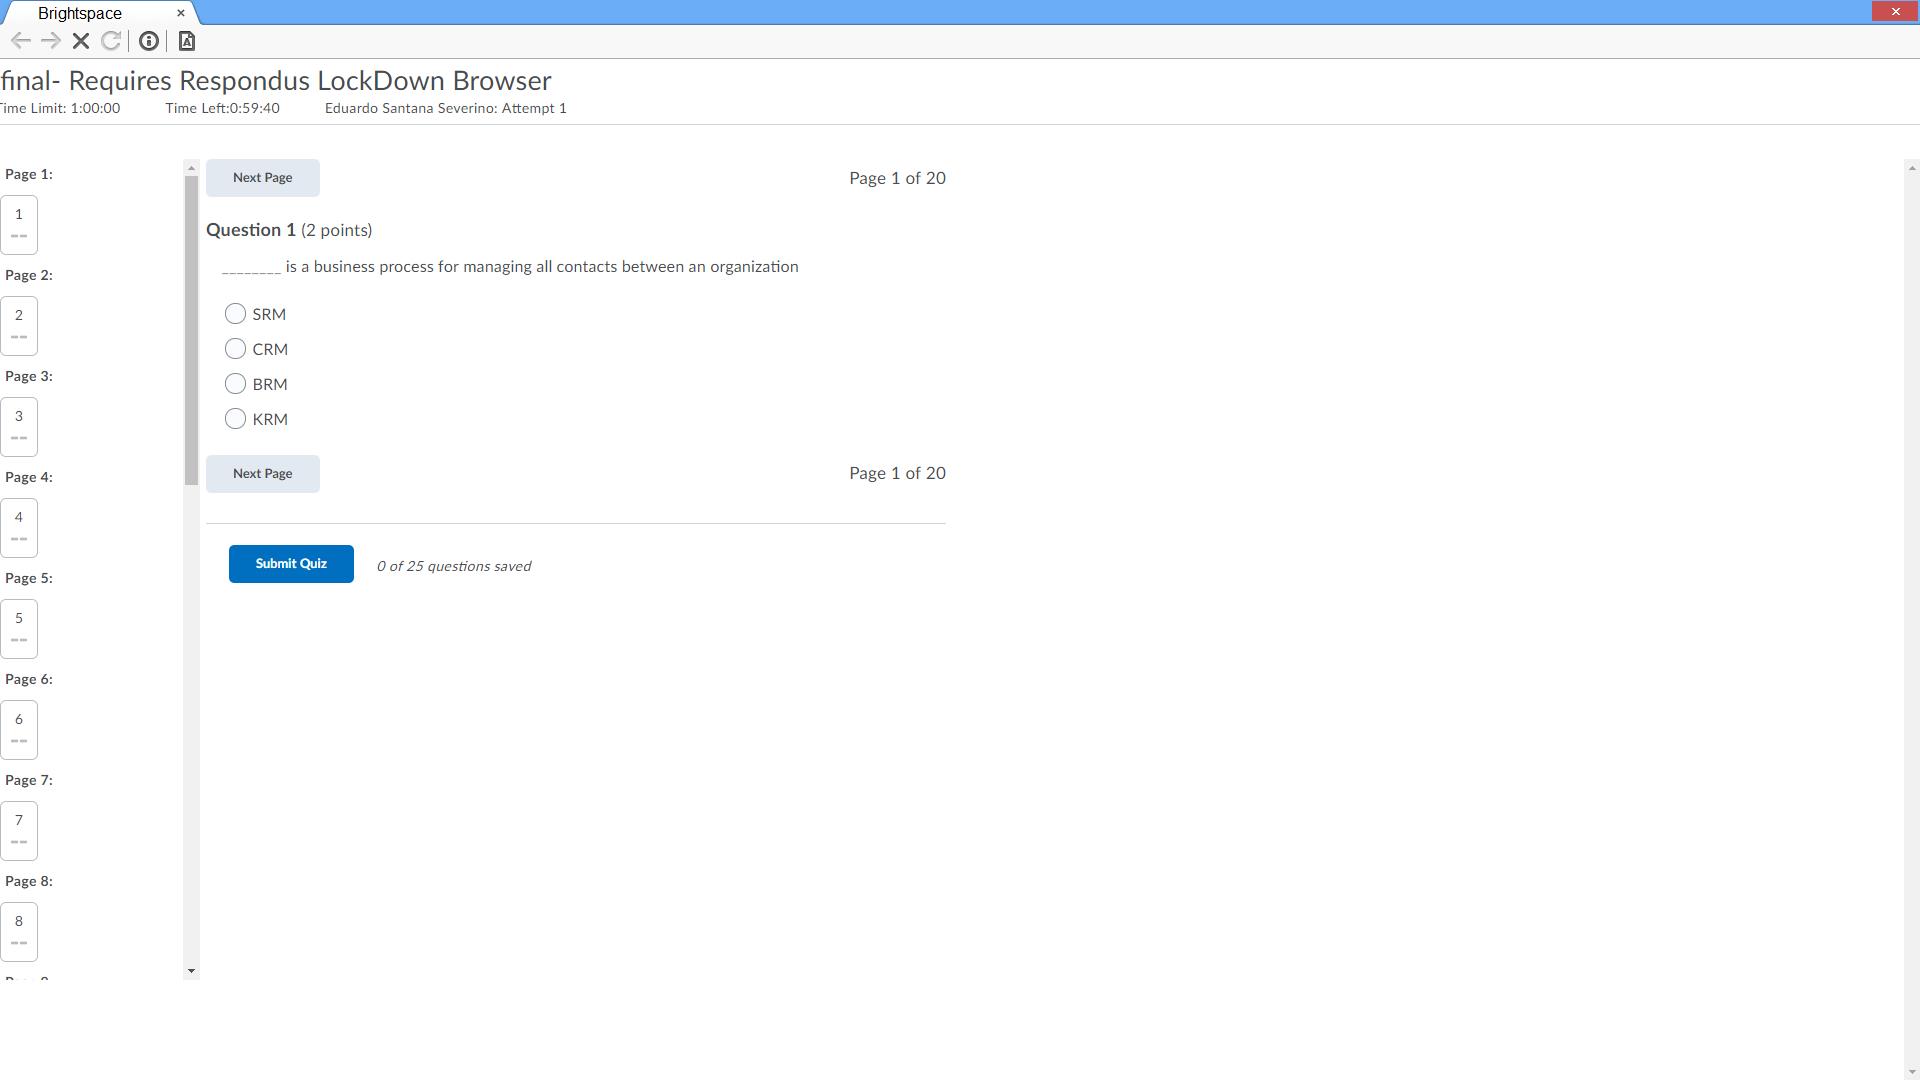 Brightspace
final- Requires Respondus LockDown Browser
Time Limit: 1:00:00 Time Left:0:59:40 Eduardo Santana Severino: Attempt 1
Page 1:
1
--
Page 2:
2
--
Page 3:
3
--
Page 4:
4
--
Page 5:
5
--
Page 6:
6
--
Page 7:
7
--
Page 8:
8
--
Next Page Page 1 of 20
Question 1 (2 points)
________ is a business process for managing all contacts between an organization
SRM
CRM
BRM
KRM
Next Page Page 1 of 20
Submit Quiz 0 of 25 questions saved